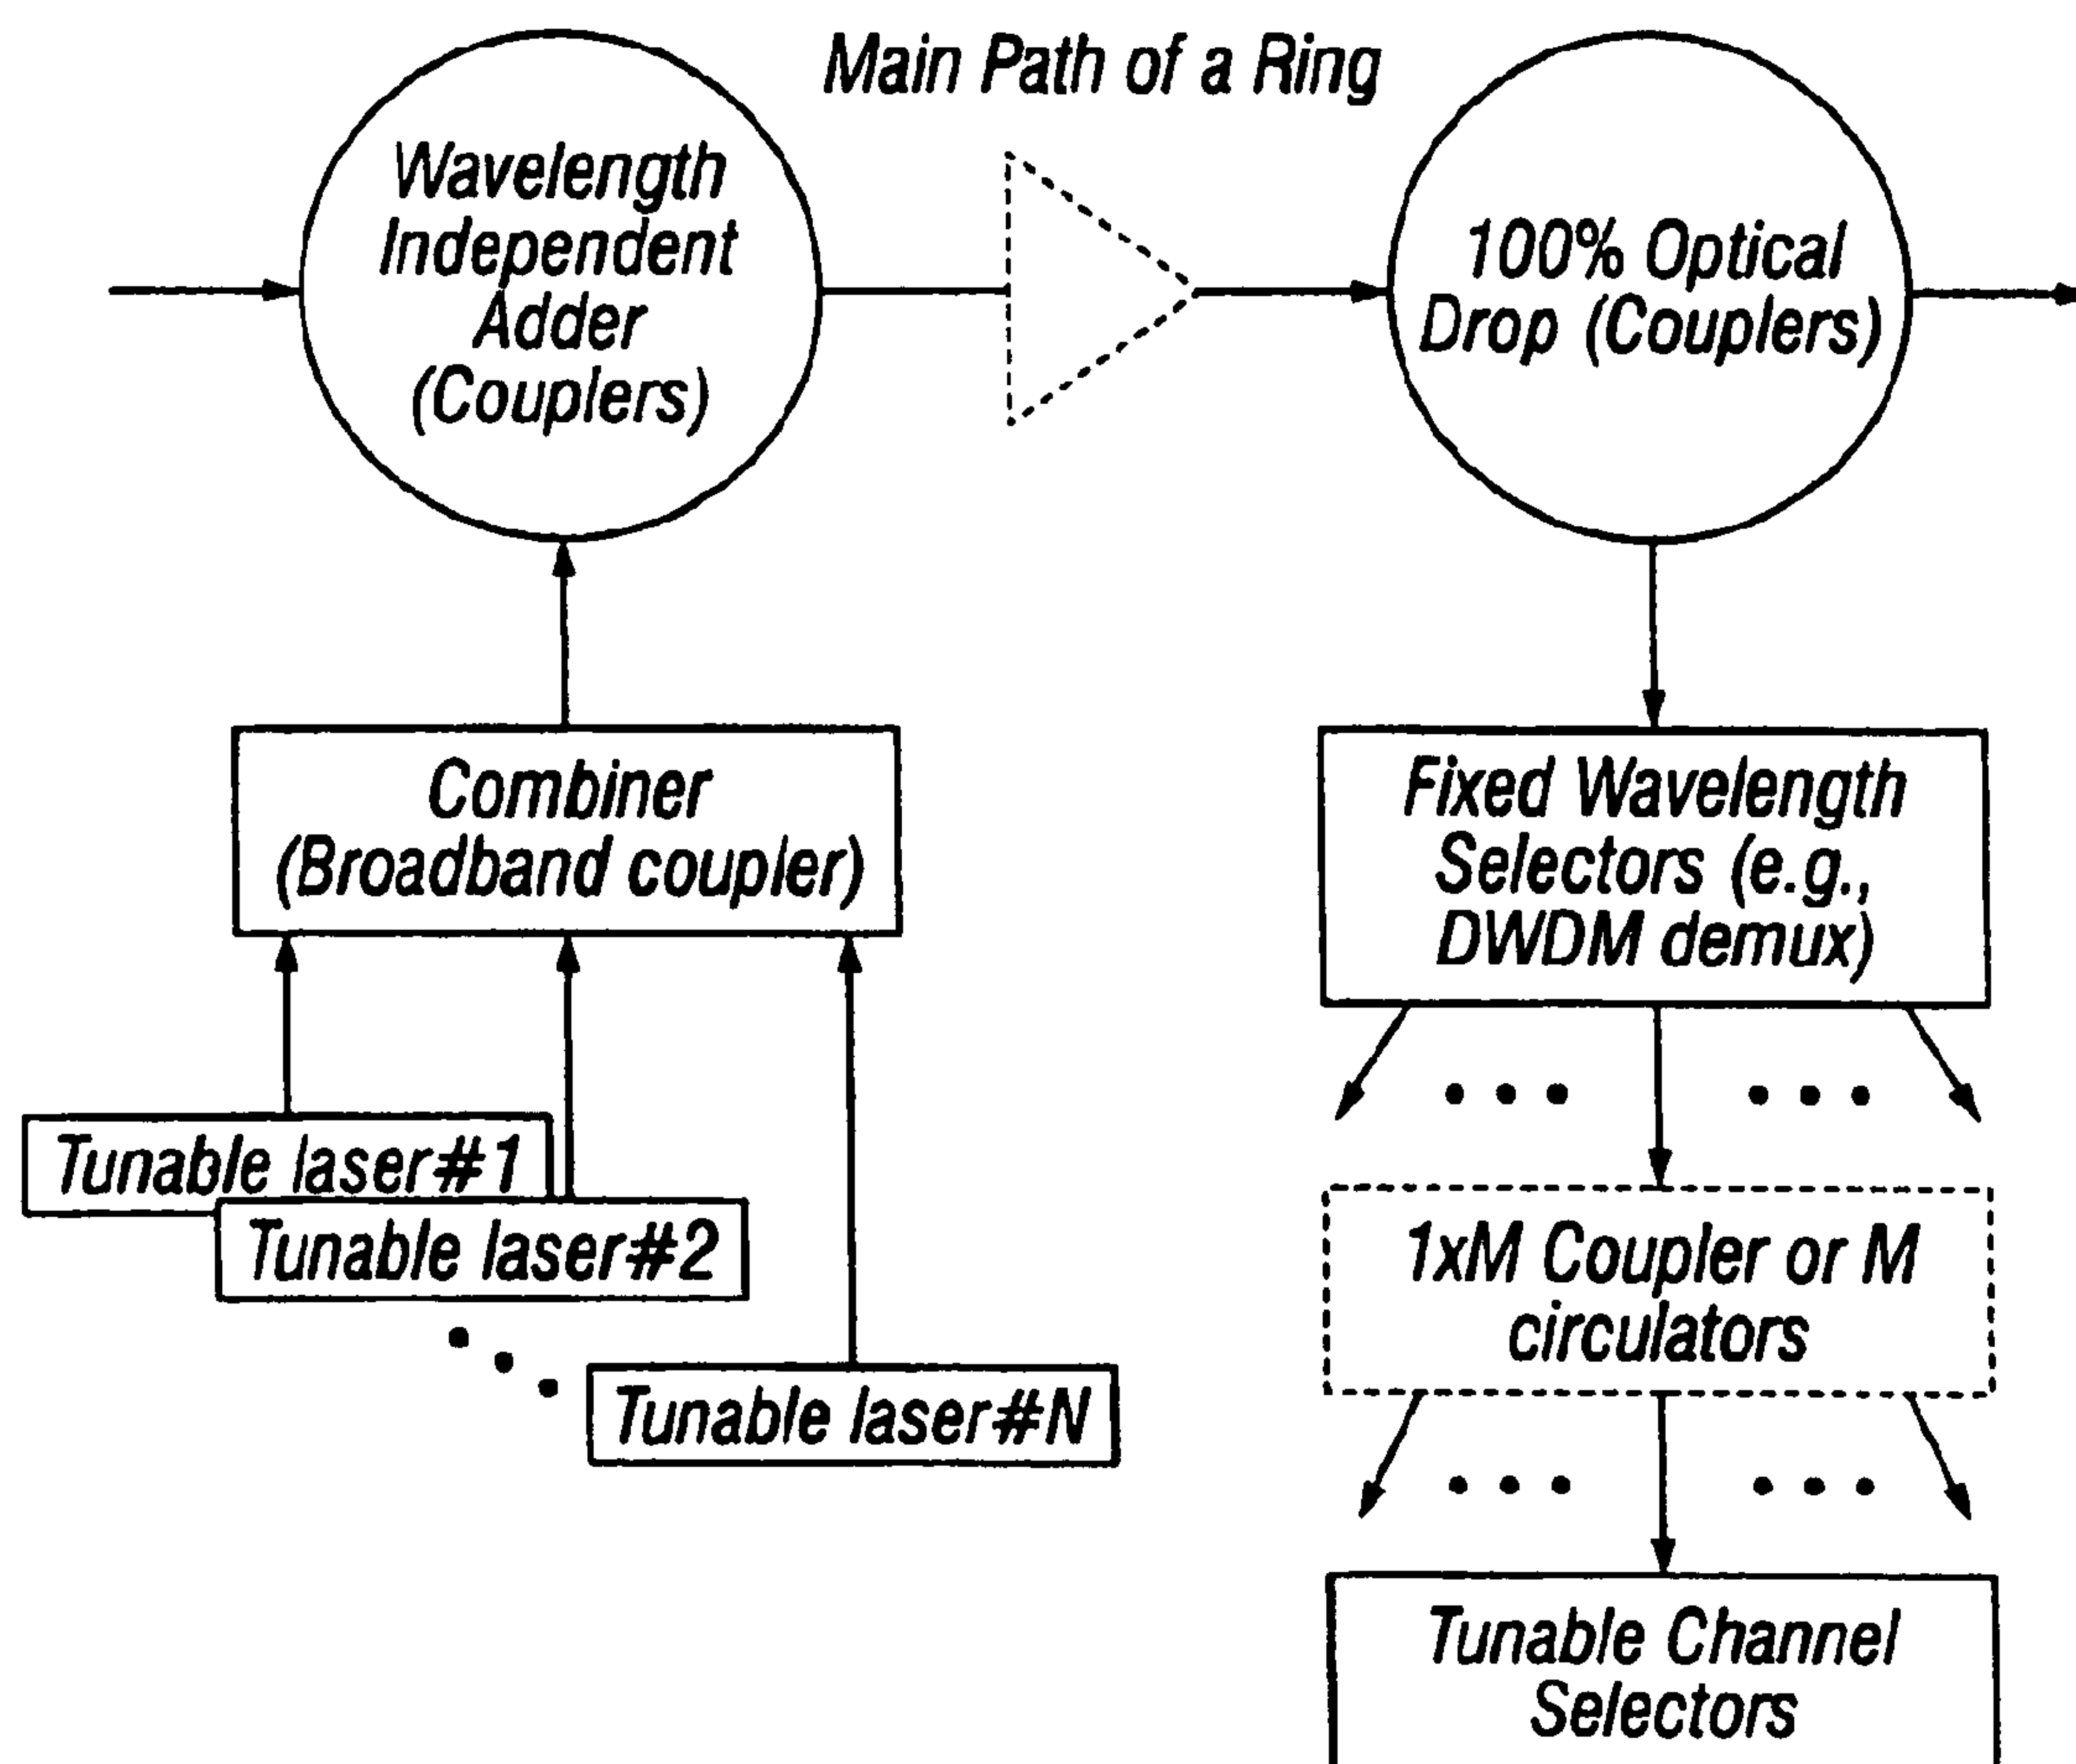 Main Path of a Ring
Wavelength
Independent
Adder
(Couplers)
100% Optical
Drop (Couplers)
Combiner
(Broadband coupler)
Fixed Wavelength
Selectors (e.g.,
DWDM demux)
Tunable laser#1
Tunable laser#2
Tunable laser#N
1xM Coupler or M
circulators
Tunable Channel
Selectors